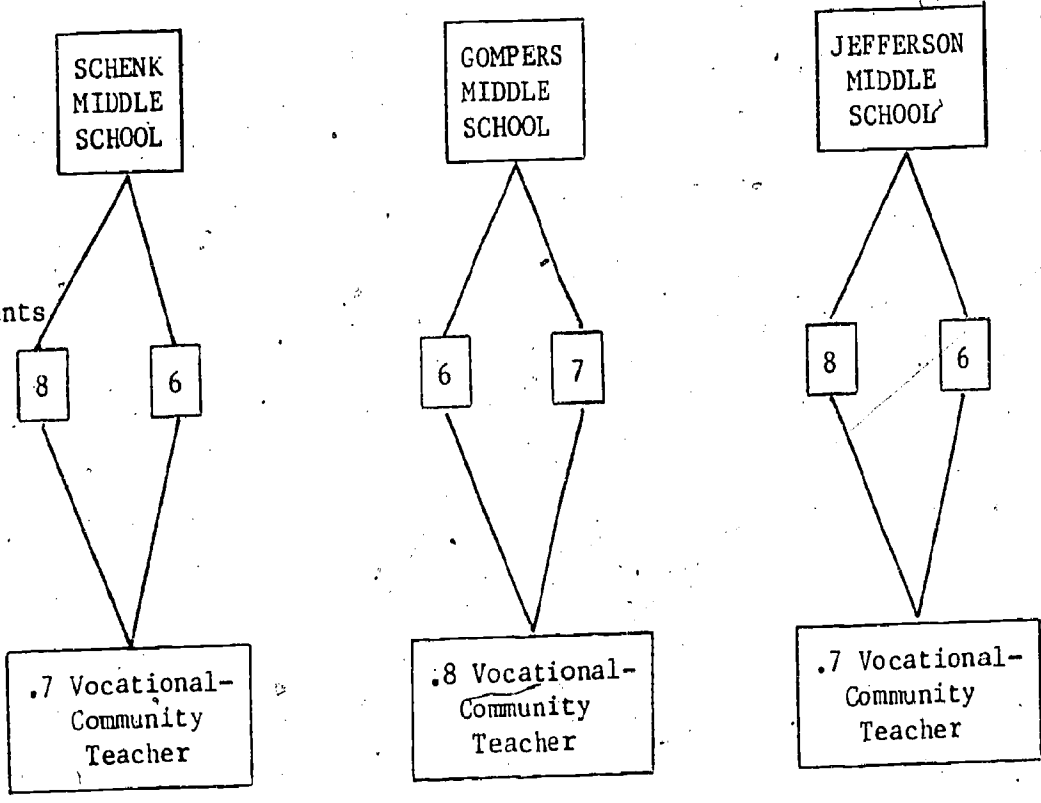 SCHENK
MIDDLE
SCHOOL
GOMPERS
MIDDLE
SCHOOL
JEFFERSON
MIDDLE
SCHOOL
nts
8
6
6
7
8
6
.7 Vocational-
Community
Teacher
.8 Vocational-
Community
Teacher
.7 Vocational-
Community
Teacher